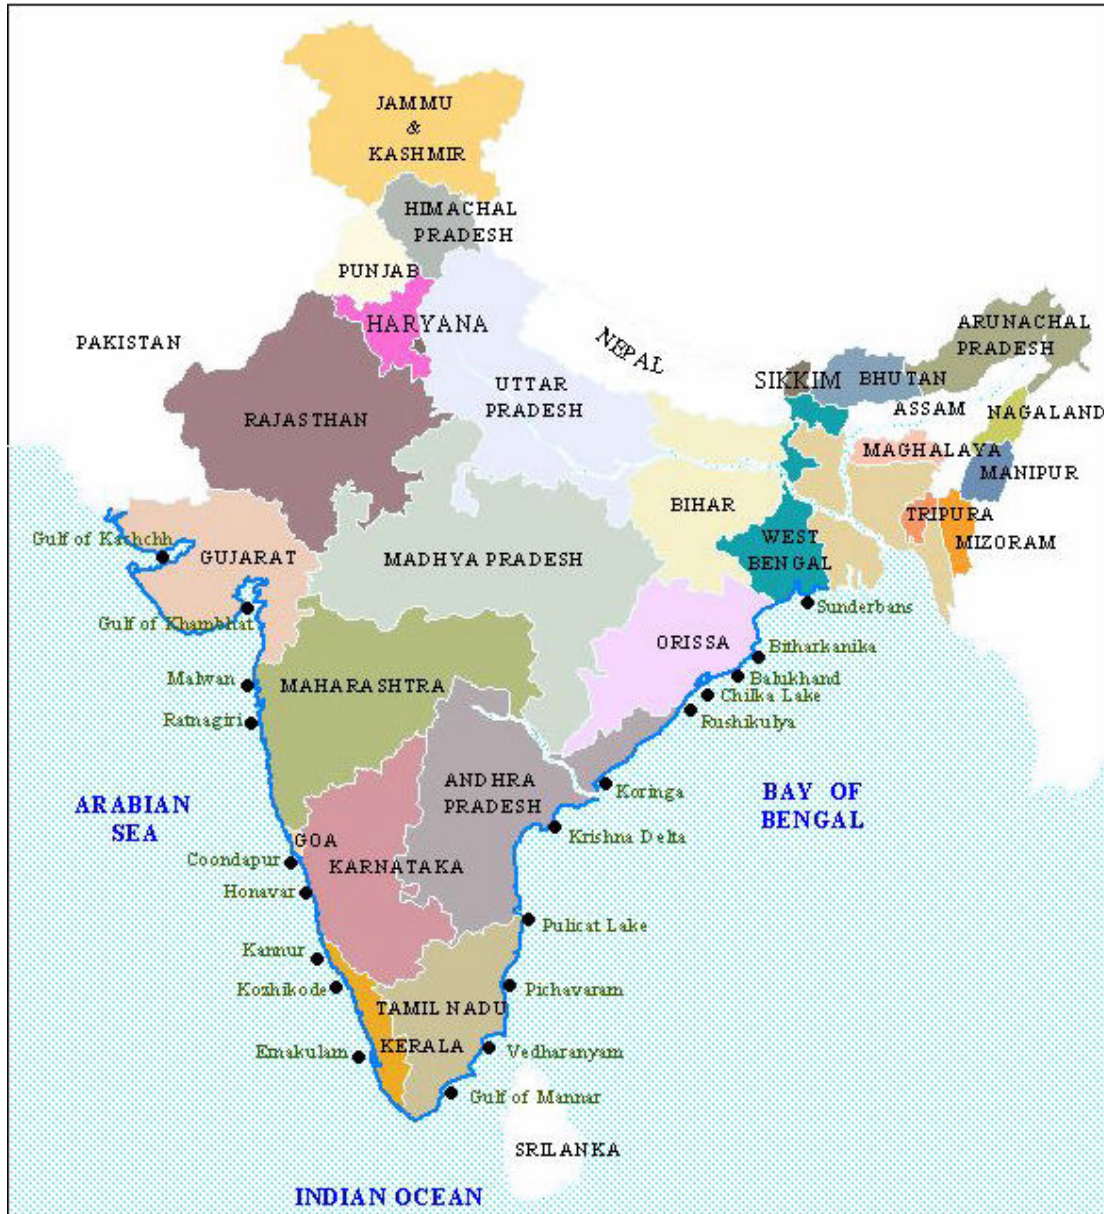 JAMMU
&
KASHMIR
HIMACHAL
PRADESH
PUNJAB
HARYANA
PAKISTAN
NEPAL
ARUNACHAL
PRADESH
SIKKIM
BHUTAN
UTTAR
PRADESH
ASSAM
NAGALAND
RAJASTHAN
MAGHALAYA
MANIPUR
BIHAR
TRIPURA
MIZORAM
Gulf of Kachchh
GUJARAT
MADHYA PRADESH
WEST
BENGAL
Gulf of Khambhat
Sunderbans
ORISSA
Bitharkanika
Malwan
MAHARASHTRA
Balukhand
Chilka Lake
Ratnagiri
Rushikulya
ANDHRA
PRADESH
Koringa
ARABIAN
SEA
BAY OF
BENGAL
GOA
Krishna Delta
Coondapur
KARNATAKA
Honavar
Pulicat Lake
Kannur
Kozhikode
Pichavaram
TAMIL NADU
KERALA
Ernakulam
Vedharanyam
Gulf of Mannar
SRILANKA
INDIAN OCEAN